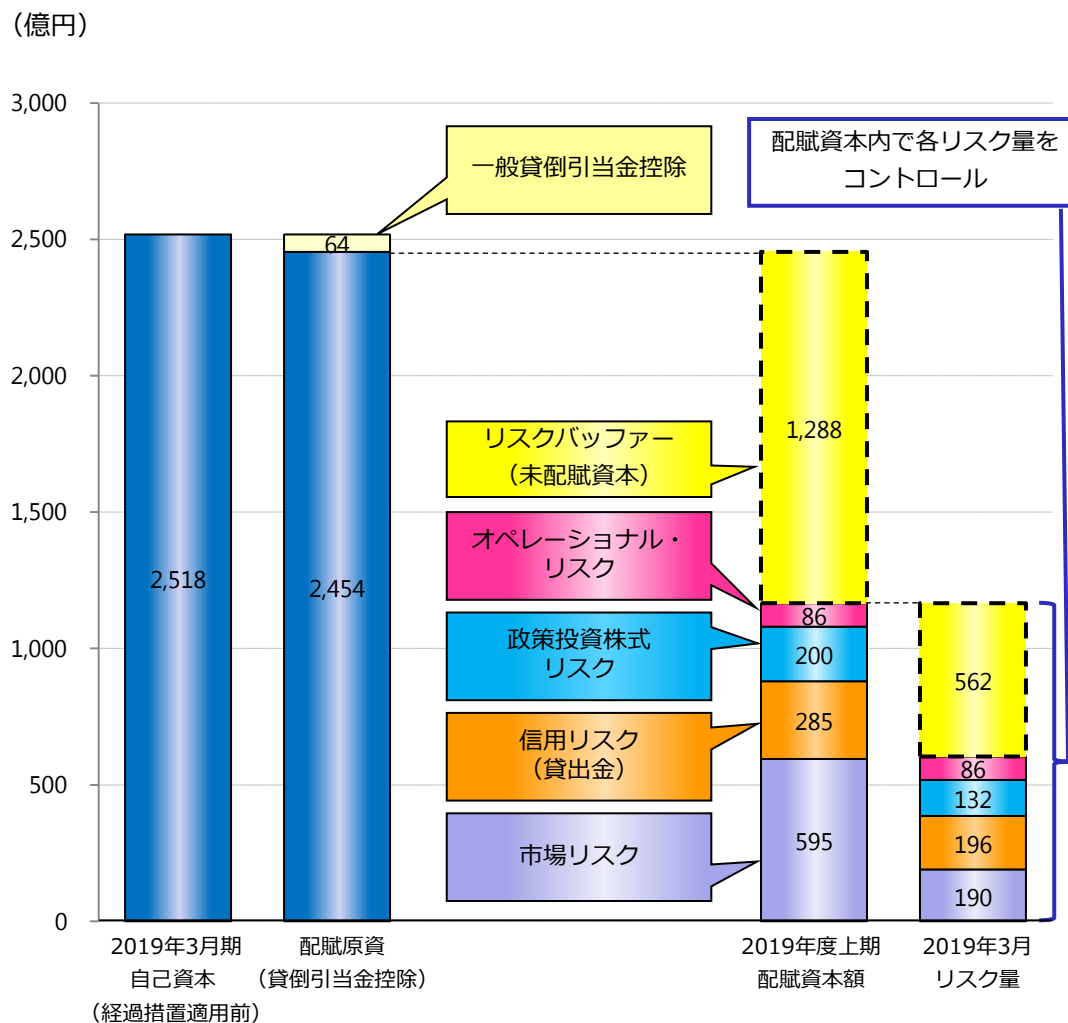 （億円）
3,000
2,500
2,000
1,500
1,000
500
0
一般貸倒引当金控除
配賦資本内で各リスク量を
コントロール
64
2,518
2,454
リスクバッファー
（未配賦資本）
オペレーショナル・
リスク
政策投資株式
リスク
信用リスク
（貸出金）
市場リスク
1,288
86
200
285
595
562
86
132
196
190
2019年3月期
自己資本
（経過措置適用前）
配賦原資
（貸倒引当金控除）
2019年度上期
配賦資本額
2019年3月
リスク量